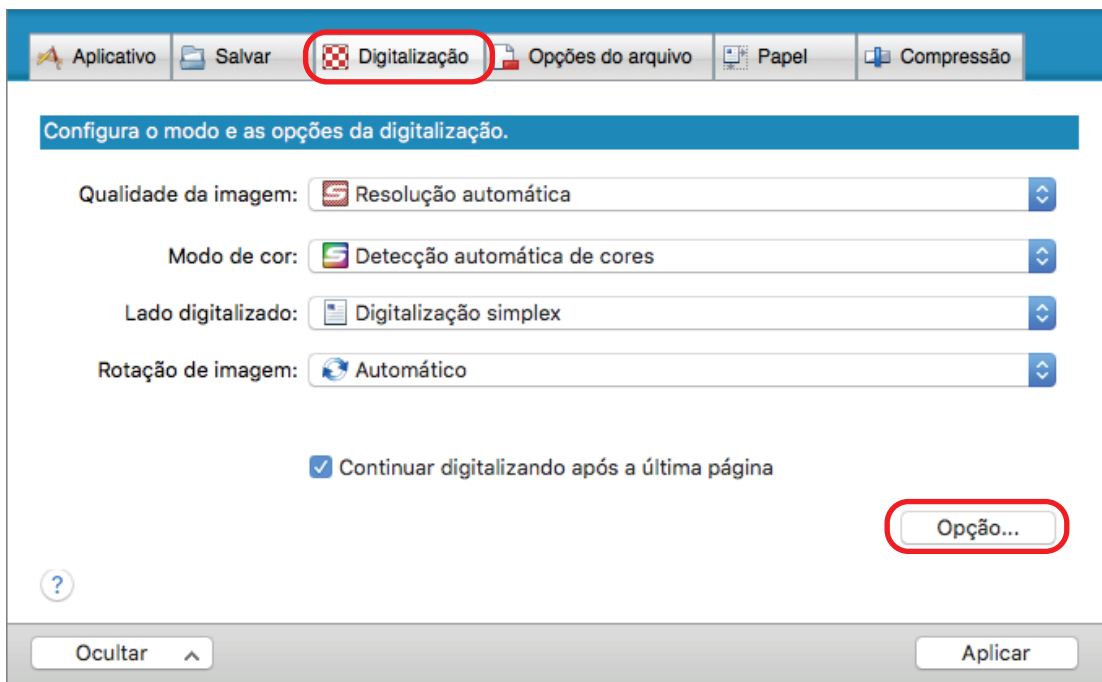 Aplicativo Salvar Digitalização Opções do arquivo Papel Compressão
Configura o modo e as opções da digitalização.
Qualidade da imagem: Resolução automática
Modo de cor: Detecção automática de cores
Lado digitalizado: Digitalização simplex
Rotação de imagem: Automático
Continuar digitalizando após a última página
Opção...
?
Ocultar Aplicar